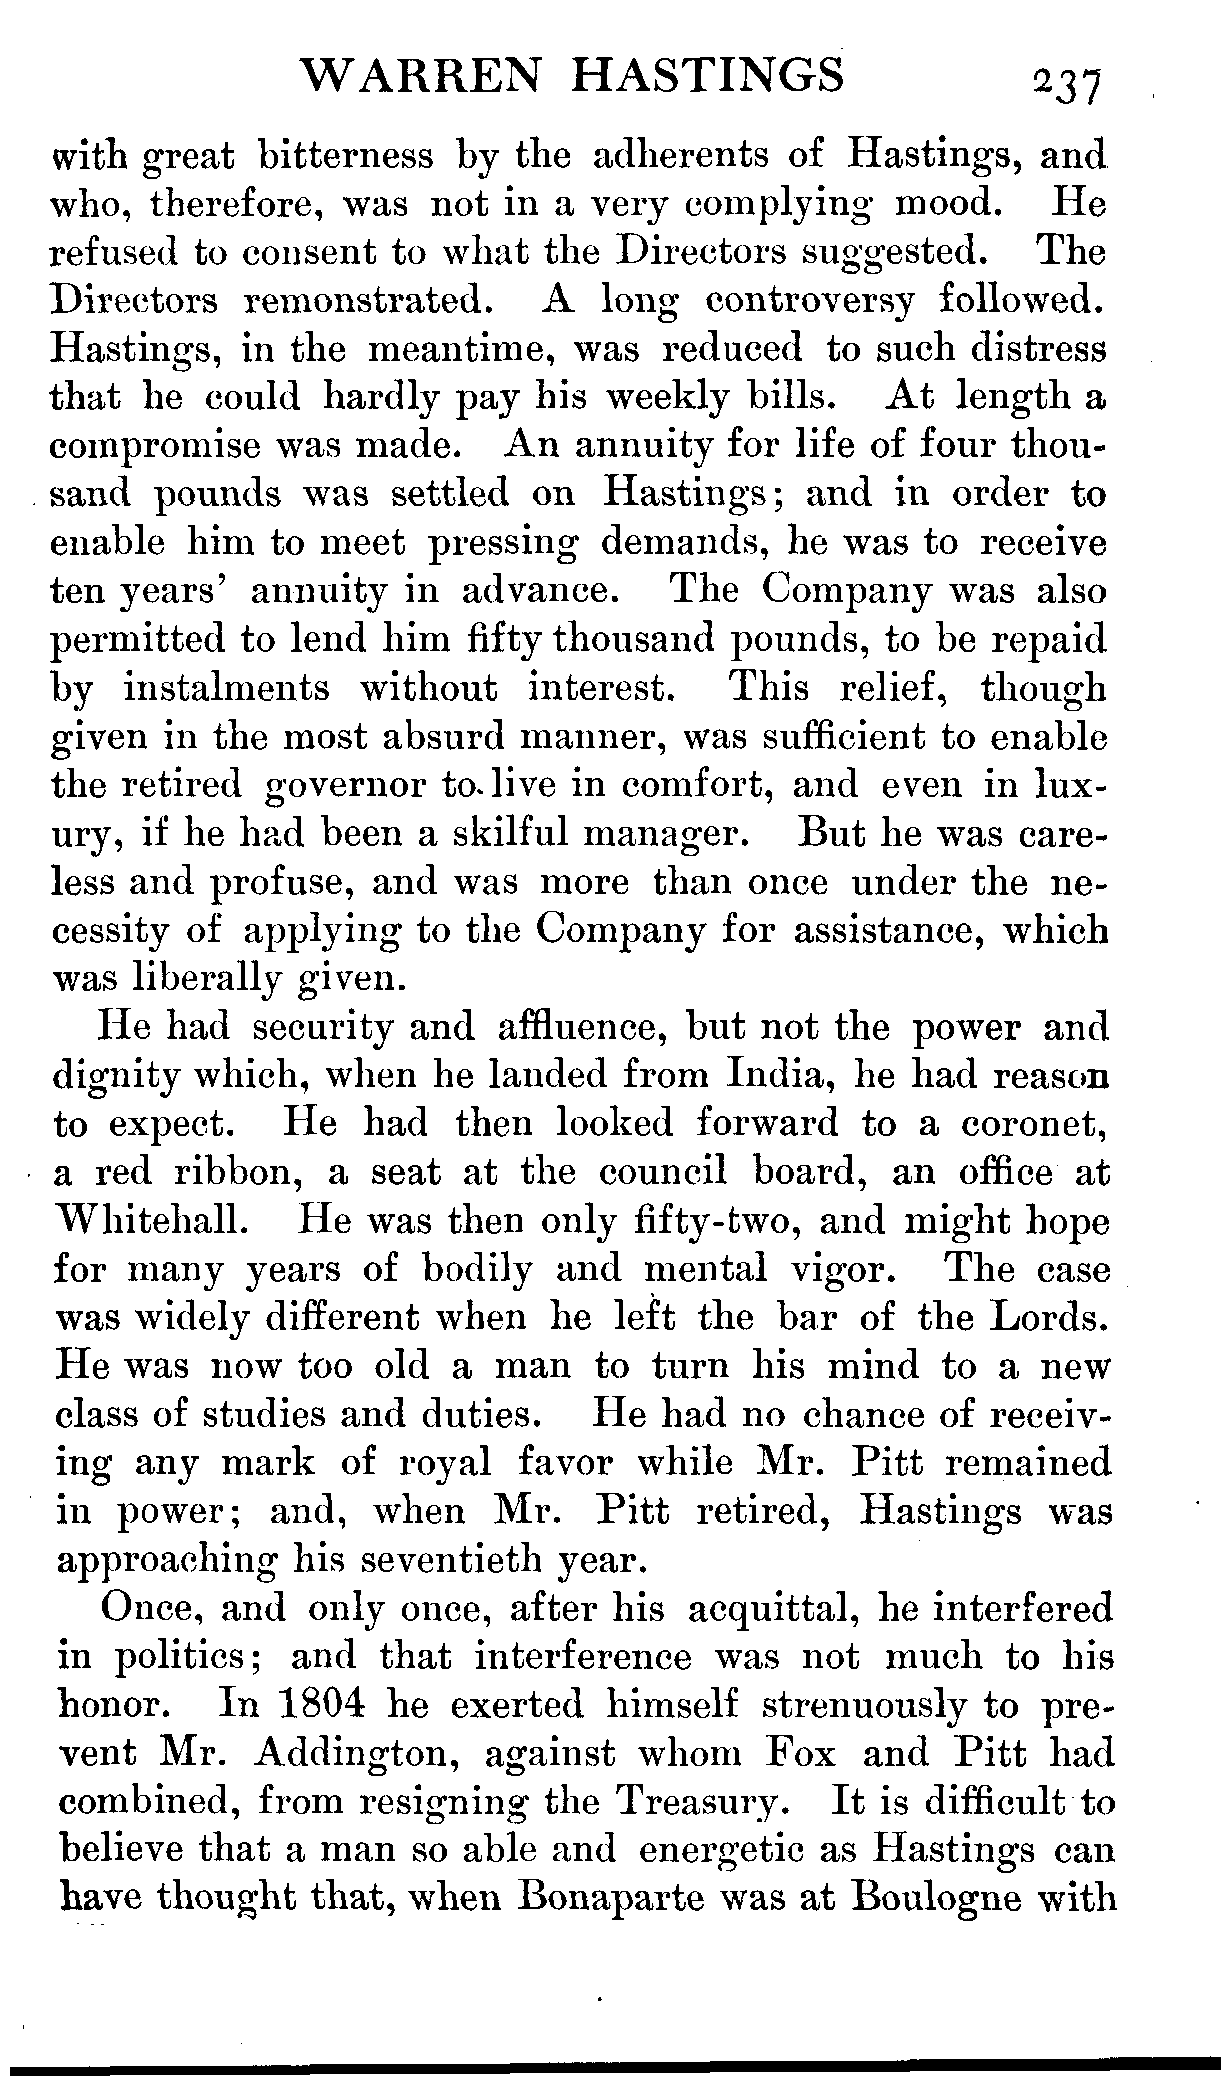 WARREN HASTINGS 237
with great bitterness by the adherents of Hastings, and
who, therefore, was not in a very complying mood. He
refused to consent to what the Directors suggested. The
Directors remonstrated. A long controversy followed.
Hastings, in the meantime, was reduced to such distress
that he could hardly pay his weekly bills. At length a
compromise was made. An annuity for life of four thou-
sand pounds was settled on Hastings; and in order to
enable him to meet pressing demands, he was to receive
ten years' annuity in advance. The Company was also
permitted to lend him fifty thousand pounds, to be repaid
by instalments without interest. This relief, though
given in the most absurd manner, was sufficient to enable
the retired governor to live in comfort, and even in lux-
ury, if he had been a skilful manager. But he was care-
less and profuse, and was more than once under the ne-
cessity of applying to the Company for assistance, which
was liberally given.
He had security and affluence, but not the power and
dignity which, when he landed from India, he had reason
to expect. He had then looked forward to a coronet,
a red ribbon, a seat at the council board, an office at
Whitehall. He was then only fifty-two, and might hope
for many years of bodily and mental vigor. The case
was widely different when he left the bar of the Lords.
He was now too old a man to turn his mind to a new
class of studies and duties. He had no chance of receiv-
ing any mark of royal favor while Mr. Pitt remained
in power; and, when Mr. Pitt retired, Hastings was
approaching his seventieth year.
Once, and only once, after his acquittal, he interfered
in politics; and that interference was not much to his
honor. In 1804 he exerted himself strenuously to pre-
vent Mr. Addington, against whom Fox and Pitt had
combined, from resigning the Treasury. It is difficult to
believe that a man so able and energetic as Hastings can
have thought that, when Bonaparte was at Boulogne with